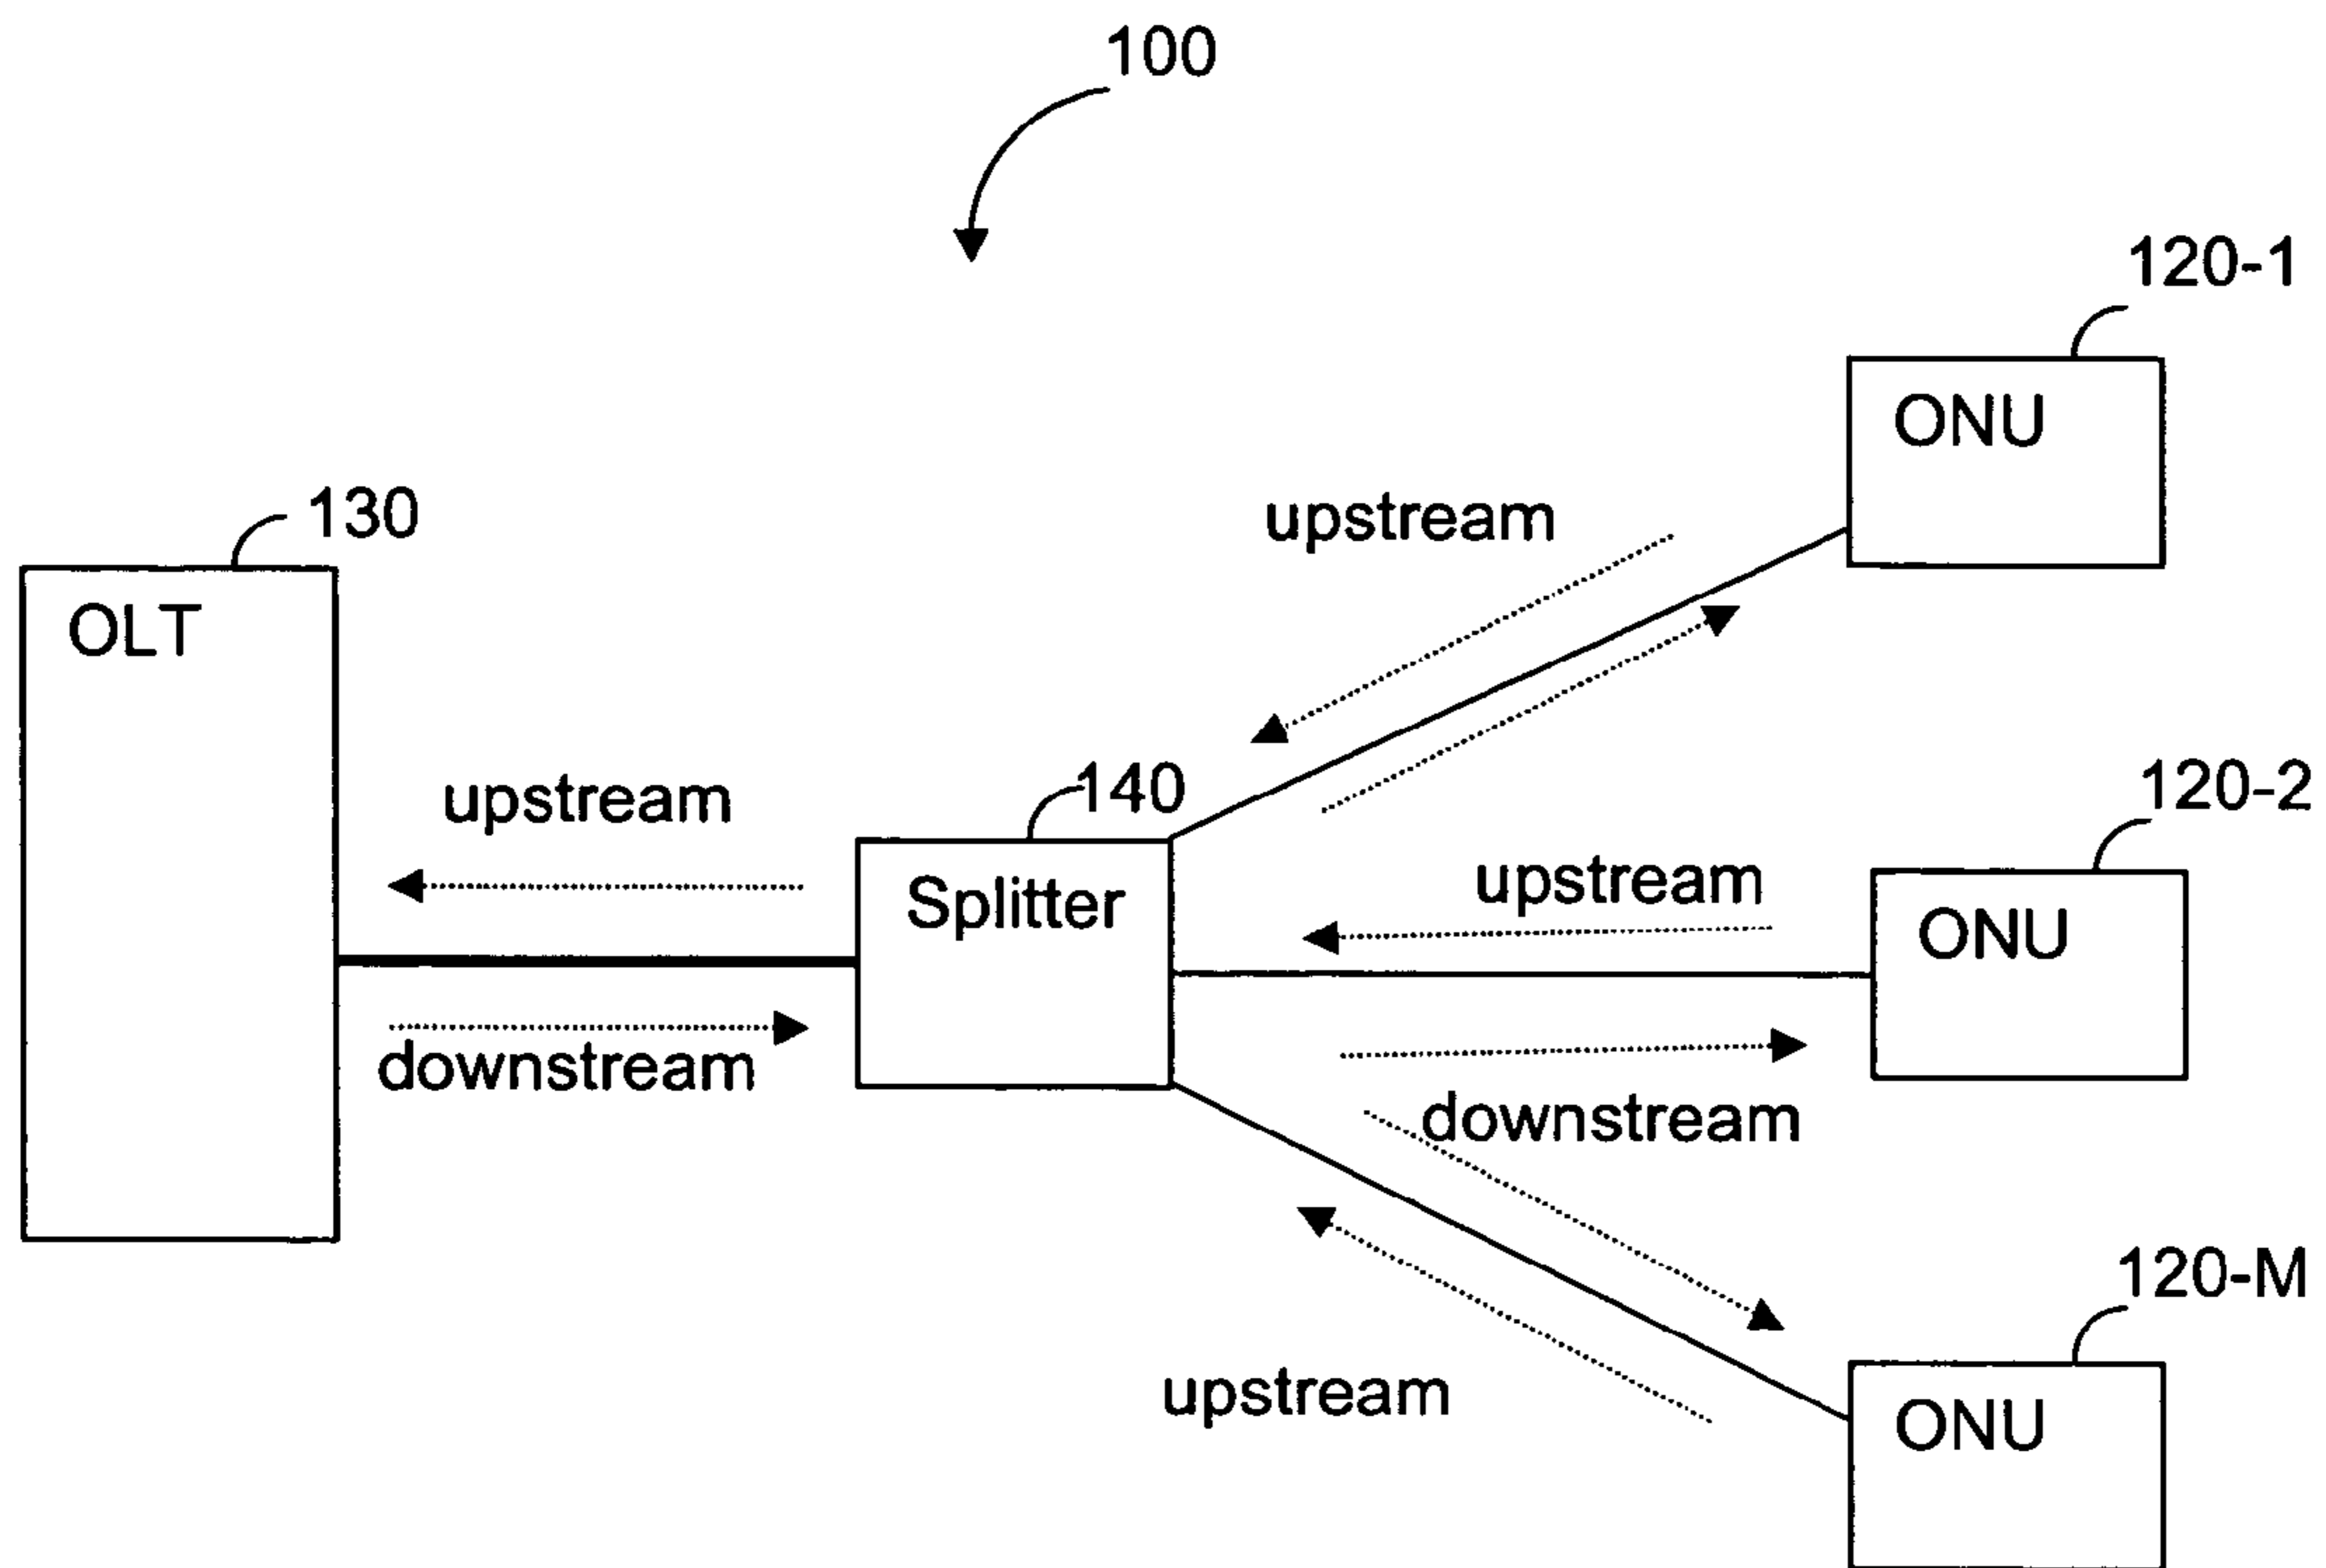 100
120-1
ONU
upstream
130
OLT
120-2
140
upstream
upstream
Splitter
ONU
downstream
downstream
120-M
upstream
ONU